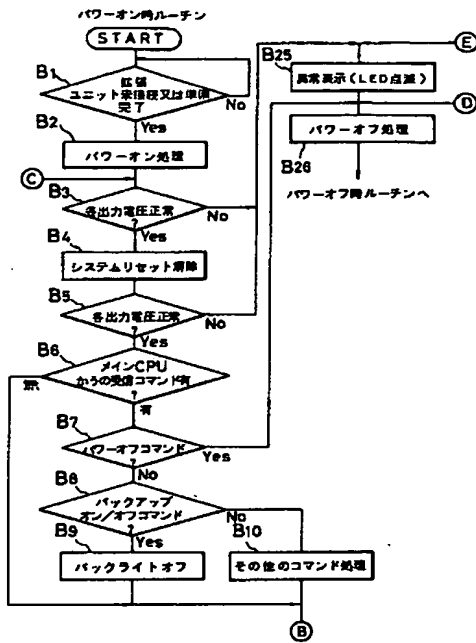 パワーオン時ルーチン
START
B1
拡張
ユニット未接続又は準備
完了
No
Yes
B2
パワーオン処理
C
B3
各出力電圧正常
?
No
Yes
B4
システムリセット解除
B5
各出力電圧正常
?
No
Yes
B6
メインCPU
からの受信コマンド有
?
無
有
B7
パワーオフコマンド
?
Yes
No
B8
バックアップ
オン/オフコマンド
?
No
Yes
B9
バックライトオフ
B10
その他のコマンド処理
B
E
B25
異常表示(LED点滅)
D
パワーオフ処理
B26
パワーオフ時ルーチンへ